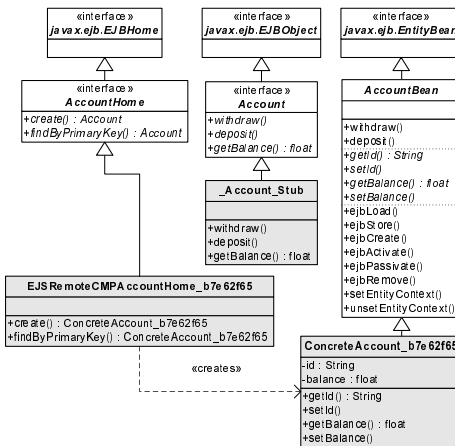 «interface»
javax.ejb.EJBHome
«interface»
AccountHome
+create() : Account
+findByPrimaryKey() : Account
«interface»
javax.ejb.EJBObject
«interface»
Account
+withdraw()
+deposit()
+getBalance() : float
_Account_Stub
+withdraw()
+deposit()
+getBalance() : float
«interface»
javax.ejb.EntityBean
AccountBean
+withdraw()
+deposit()
+getId() : String
+setId()
+getBalance() : float
+setBalance()
+ejbLoad()
+ejbStore()
+ejbCreate()
+ejbActivate()
+ejbPassivate()
+ejbRemove()
+setEntityContext()
+unsetEntityContext()
EJSRemoteCMPAccountHome_b7e62f65
+create() : ConcreteAccount_b7e62f65
+findByPrimaryKey() : ConcreteAccount_b7e62f65
«creates»
ConcreteAccount_b7e62f65
-id : String
-balance : float
+getId() : String
+setId()
+getBalance() : float
+setBalance()